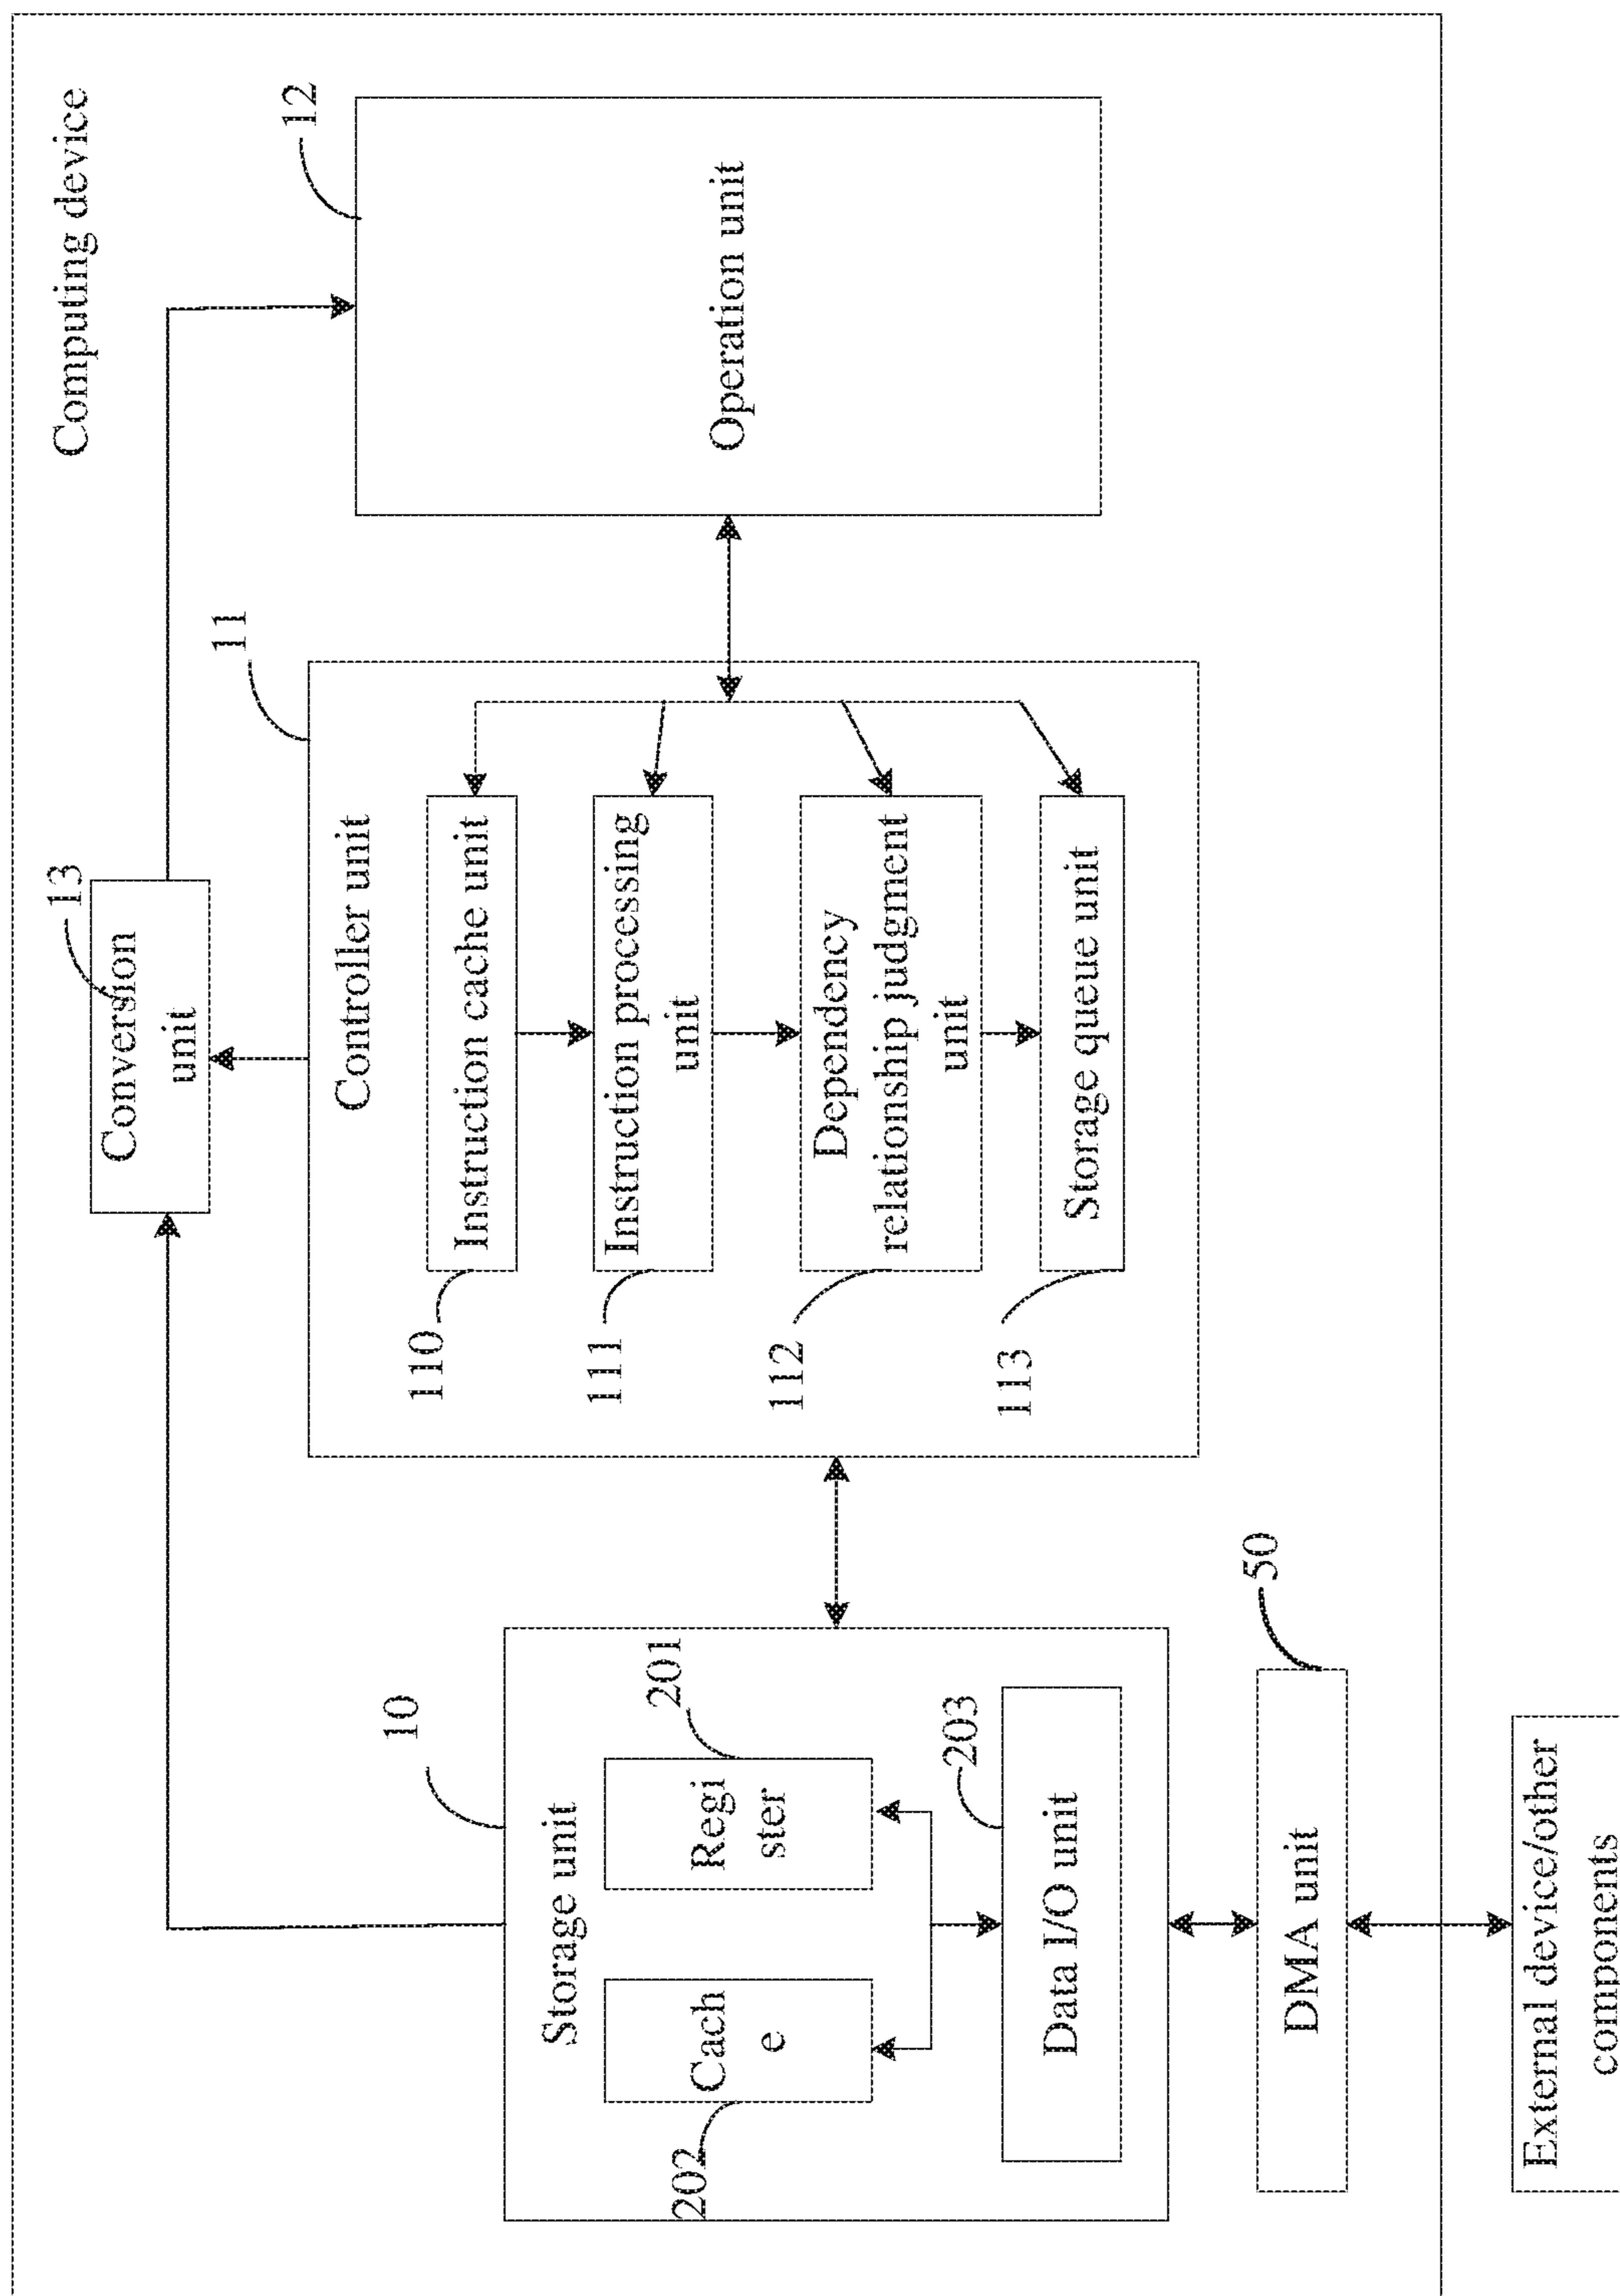 Computing device
13
Conversion
unit
11
12
Controller unit
Operation unit
110
Instruction cache unit
111
Instruction processing
unit
112
Dependency
relationship judgment
unit
113
Storage queue unit
10
Storage unit
202
Cach
e
201
Regi
ster
203
Data I/O unit
50
DMA unit
External device/other
components